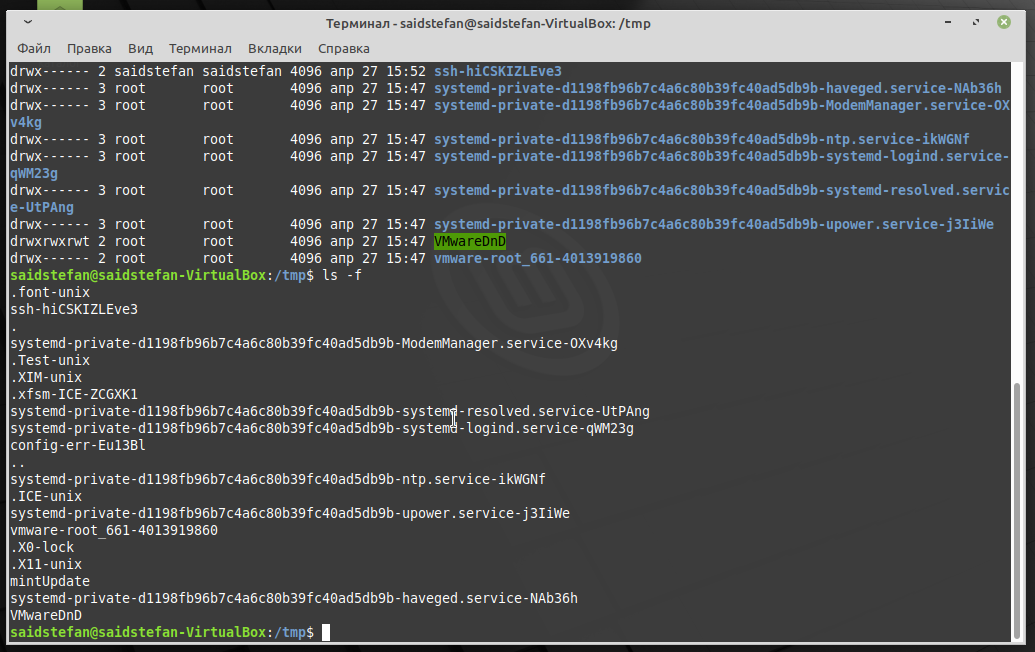 Терминал - saidstefan@saidstefan-VirtualBox: /tmp
Файл Правка Вид Терминал Вкладки Справка
drwx------ 2 saidstefan saidstefan 4096 апр 27 15:52 ssh-hiCSKIZLEve3
drwx------ 3 root       root       4096 апр 27 15:47 systemd-private-d1198fb96b7c4a6c80b39fc40ad5db9b-haveged.service-NAb36h
drwx------ 3 root       root       4096 апр 27 15:47 systemd-private-d1198fb96b7c4a6c80b39fc40ad5db9b-ModemManager.service-OX
v4kg
drwx------ 3 root       root       4096 апр 27 15:47 systemd-private-d1198fb96b7c4a6c80b39fc40ad5db9b-ntp.service-ikWGNf
drwx------ 3 root       root       4096 апр 27 15:47 systemd-private-d1198fb96b7c4a6c80b39fc40ad5db9b-systemd-logind.service-
qWM23g
drwx------ 3 root       root       4096 апр 27 15:47 systemd-private-d1198fb96b7c4a6c80b39fc40ad5db9b-systemd-resolved.servic
e-UtPAng
drwx------ 3 root       root       4096 апр 27 15:47 systemd-private-d1198fb96b7c4a6c80b39fc40ad5db9b-upower.service-j3IiWe
drwxrwxrwt 2 root       root       4096 апр 27 15:47 VMwareDnD
drwx------ 2 root       root       4096 апр 27 15:47 vmware-root_661-4013919860
saidstefan@saidstefan-VirtualBox:/tmp$ ls -f
.font-unix
ssh-hiCSKIZLEve3
.
systemd-private-d1198fb96b7c4a6c80b39fc40ad5db9b-ModemManager.service-OXv4kg
.Test-unix
.XIM-unix
.xfsm-ICE-ZCGXK1
systemd-private-d1198fb96b7c4a6c80b39fc40ad5db9b-systemd-resolved.service-UtPAng
systemd-private-d1198fb96b7c4a6c80b39fc40ad5db9b-systemd-logind.service-qWM23g
config-err-Eu13Bl
..
systemd-private-d1198fb96b7c4a6c80b39fc40ad5db9b-ntp.service-ikWGNf
.ICE-unix
systemd-private-d1198fb96b7c4a6c80b39fc40ad5db9b-upower.service-j3IiWe
vmware-root_661-4013919860
.X0-lock
.X11-unix
mintUpdate
systemd-private-d1198fb96b7c4a6c80b39fc40ad5db9b-haveged.service-NAb36h
VMwareDnD
saidstefan@saidstefan-VirtualBox:/tmp$